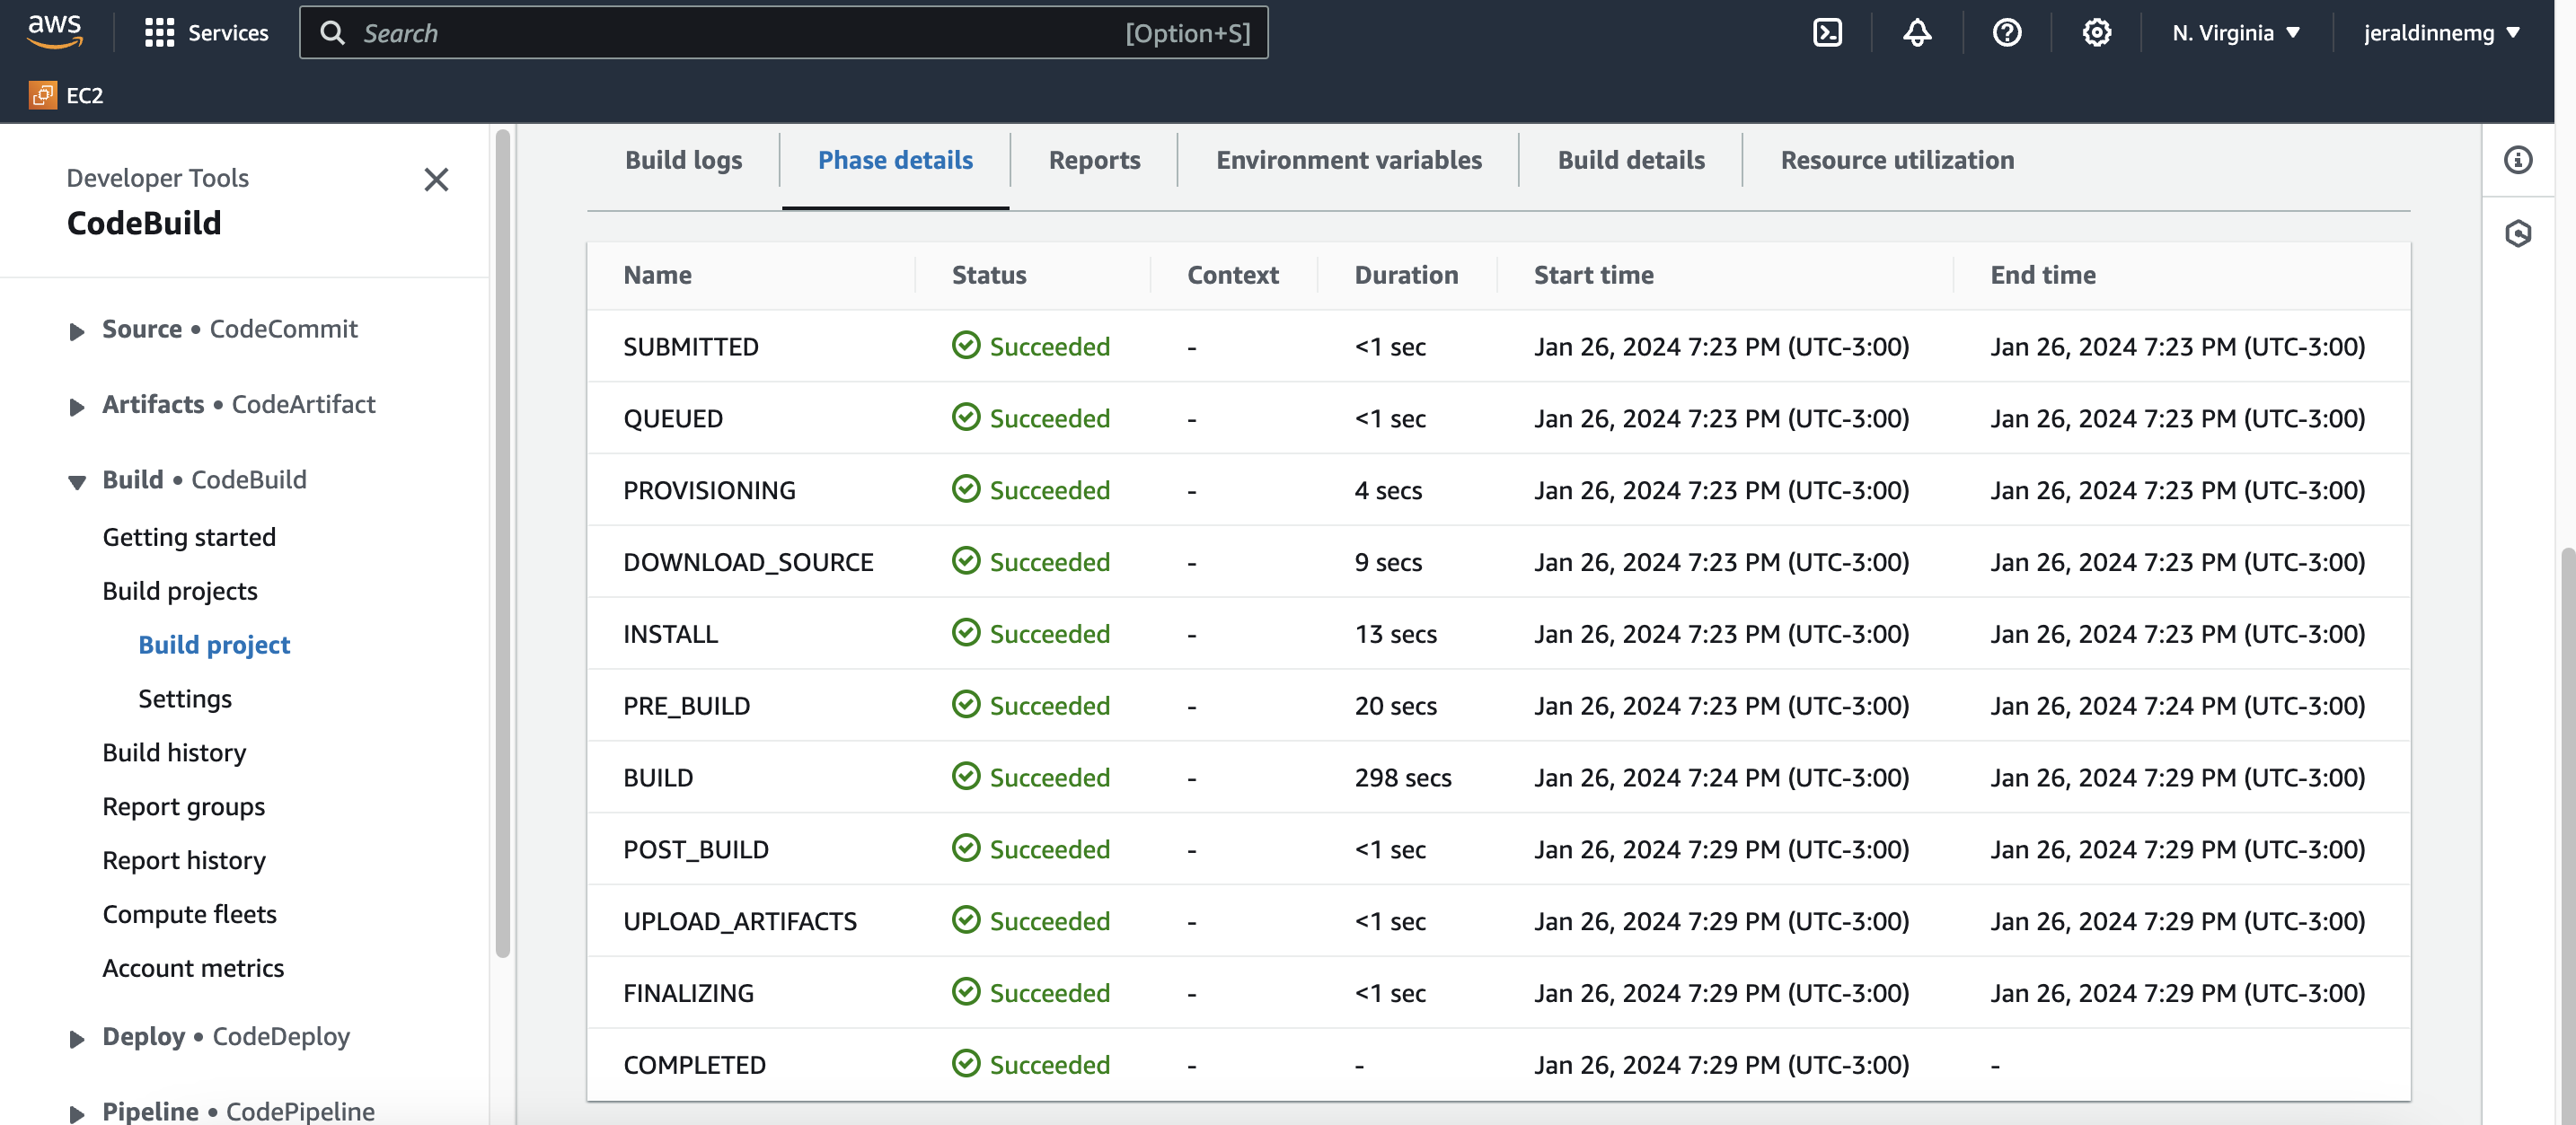 aws
Services
Search [Option+S]
N. Virginia
jeraldinnemg
EC2
Developer Tools
CodeBuild
Source • CodeCommit
Artifacts • CodeArtifact
Build • CodeBuild
Getting started
Build projects
Build project
Settings
Build history
Report groups
Report history
Compute fleets
Account metrics
Deploy • CodeDeploy
Pipeline • CodePipeline
Build logs Phase details Reports Environment variables Build details Resource utilization
Name Status Context Duration Start time End time
SUBMITTED Succeeded - <1 sec Jan 26, 2024 7:23 PM (UTC-3:00) Jan 26, 2024 7:23 PM (UTC-3:00)
QUEUED Succeeded - <1 sec Jan 26, 2024 7:23 PM (UTC-3:00) Jan 26, 2024 7:23 PM (UTC-3:00)
PROVISIONING Succeeded - 4 secs Jan 26, 2024 7:23 PM (UTC-3:00) Jan 26, 2024 7:23 PM (UTC-3:00)
DOWNLOAD_SOURCE Succeeded - 9 secs Jan 26, 2024 7:23 PM (UTC-3:00) Jan 26, 2024 7:23 PM (UTC-3:00)
INSTALL Succeeded - 13 secs Jan 26, 2024 7:23 PM (UTC-3:00) Jan 26, 2024 7:23 PM (UTC-3:00)
PRE_BUILD Succeeded - 20 secs Jan 26, 2024 7:23 PM (UTC-3:00) Jan 26, 2024 7:24 PM (UTC-3:00)
BUILD Succeeded - 298 secs Jan 26, 2024 7:24 PM (UTC-3:00) Jan 26, 2024 7:29 PM (UTC-3:00)
POST_BUILD Succeeded - <1 sec Jan 26, 2024 7:29 PM (UTC-3:00) Jan 26, 2024 7:29 PM (UTC-3:00)
UPLOAD_ARTIFACTS Succeeded - <1 sec Jan 26, 2024 7:29 PM (UTC-3:00) Jan 26, 2024 7:29 PM (UTC-3:00)
FINALIZING Succeeded - <1 sec Jan 26, 2024 7:29 PM (UTC-3:00) Jan 26, 2024 7:29 PM (UTC-3:00)
COMPLETED Succeeded - - Jan 26, 2024 7:29 PM (UTC-3:00) -